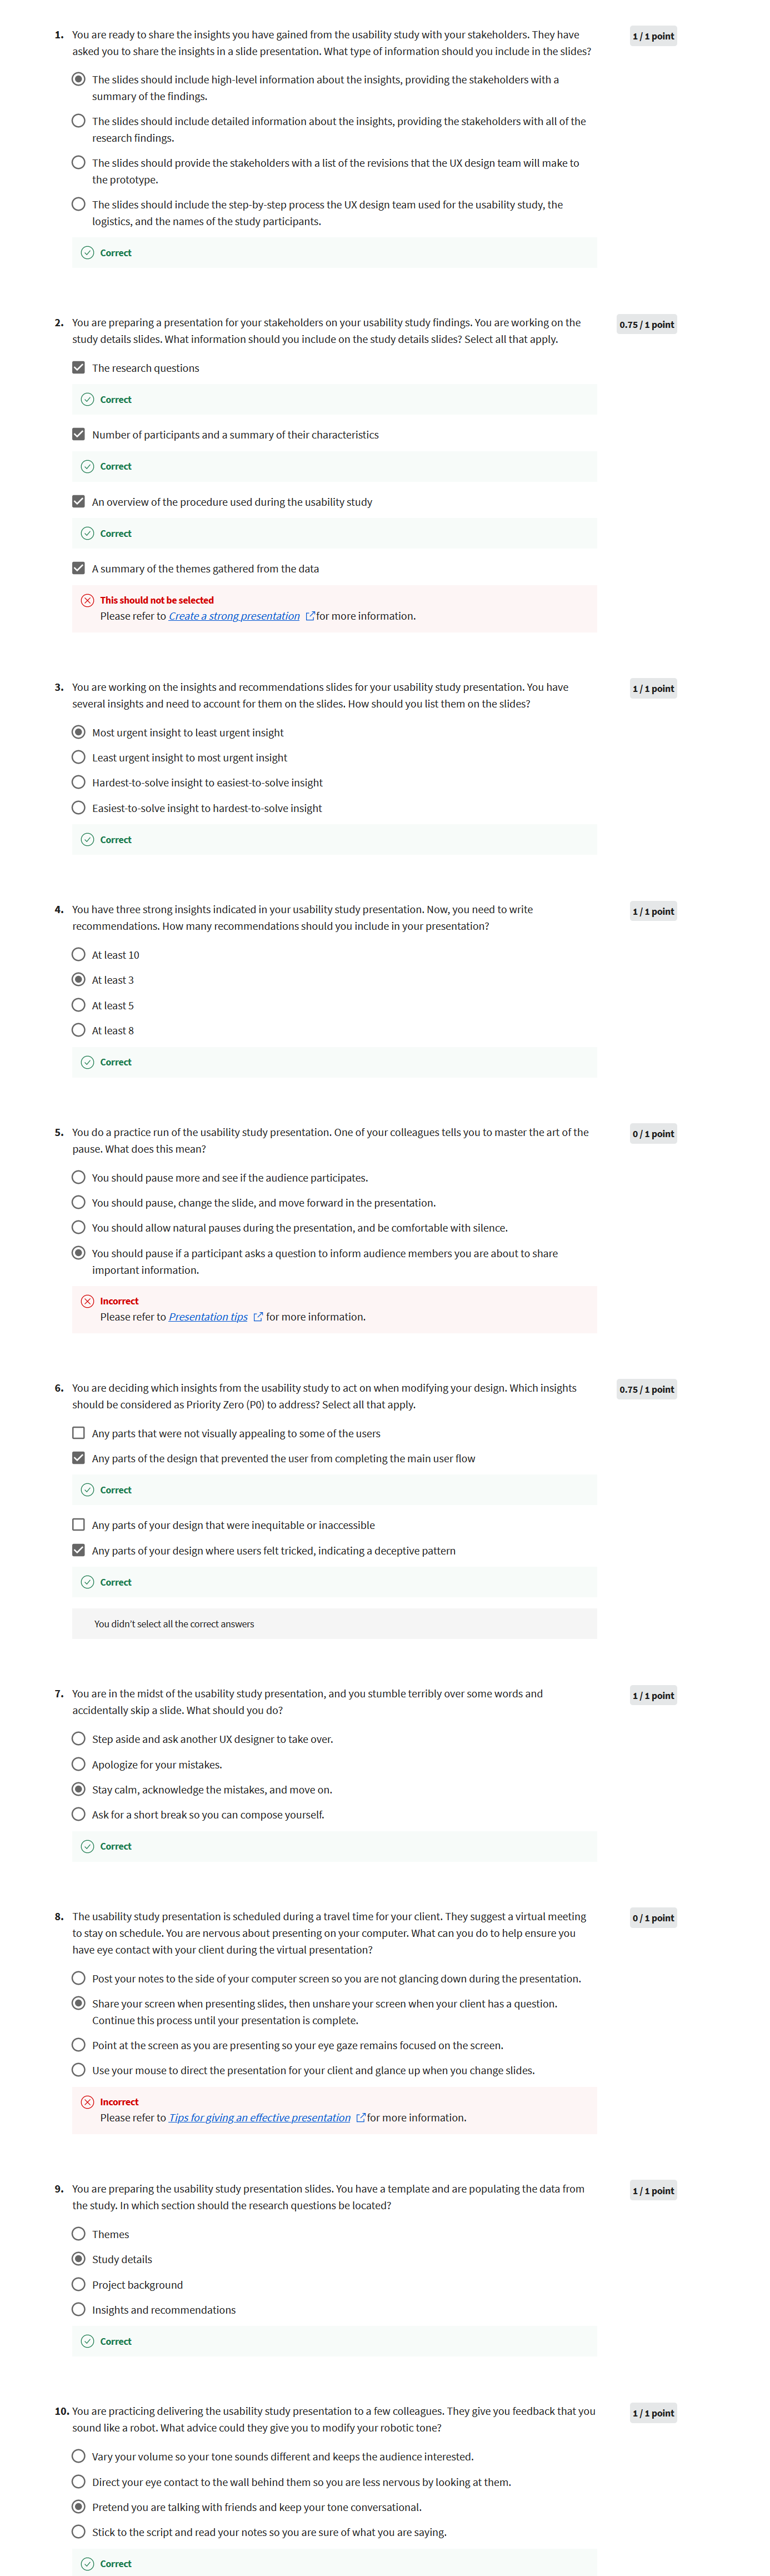 1. You are ready to share the insights you have gained from the usability study with your stakeholders. They have
1 / 1 point
asked you to share the insights in a slide presentation. What type of information should you include in the slides?
The slides should include high-level information about the insights, providing the stakeholders with a
summary of the findings.
The slides should include detailed information about the insights, providing the stakeholders with all of the
research findings.
The slides should provide the stakeholders with a list of the revisions that the UX design team will make to
the prototype.
The slides should include the step-by-step process the UX design team used for the usability study, the
logistics, and the names of the study participants.
Correct
2. You are preparing a presentation for your stakeholders on your usability study findings. You are working on the
0.75 / 1 point
study details slides. What information should you include on the study details slides? Select all that apply.
The research questions
Correct
Number of participants and a summary of their characteristics
Correct
An overview of the procedure used during the usability study
Correct
A summary of the themes gathered from the data
This should not be selected
Please refer to Create a strong presentation for more information.
3. You are working on the insights and recommendations slides for your usability study presentation. You have
1 / 1 point
several insights and need to account for them on the slides. How should you list them on the slides?
Most urgent insight to least urgent insight
Least urgent insight to most urgent insight
Hardest-to-solve insight to easiest-to-solve insight
Easiest-to-solve insight to hardest-to-solve insight
Correct
4. You have three strong insights indicated in your usability study presentation. Now, you need to write
1 / 1 point
recommendations. How many recommendations should you include in your presentation?
At least 10
At least 3
At least 5
At least 8
Correct
5. You do a practice run of the usability study presentation. One of your colleagues tells you to master the art of the
0 / 1 point
pause. What does this mean?
You should pause more and see if the audience participates.
You should pause, change the slide, and move forward in the presentation.
You should allow natural pauses during the presentation, and be comfortable with silence.
You should pause if a participant asks a question to inform audience members you are about to share
important information.
Incorrect
Please refer to Presentation tips for more information.
6. You are deciding which insights from the usability study to act on when modifying your design. Which insights
0.75 / 1 point
should be considered as Priority Zero (P0) to address? Select all that apply.
Any parts that were not visually appealing to some of the users
Any parts of the design that prevented the user from completing the main user flow
Correct
Any parts of your design that were inequitable or inaccessible
Any parts of your design where users felt tricked, indicating a deceptive pattern
Correct
You didn’t select all the correct answers
7. You are in the midst of the usability study presentation, and you stumble terribly over some words and
1 / 1 point
accidentally skip a slide. What should you do?
Step aside and ask another UX designer to take over.
Apologize for your mistakes.
Stay calm, acknowledge the mistakes, and move on.
Ask for a short break so you can compose yourself.
Correct
8. The usability study presentation is scheduled during a travel time for your client. They suggest a virtual meeting
0 / 1 point
to stay on schedule. You are nervous about presenting on your computer. What can you do to help ensure you
have eye contact with your client during the virtual presentation?
Post your notes to the side of your computer screen so you are not glancing down during the presentation.
Share your screen when presenting slides, then unshare your screen when your client has a question.
Continue this process until your presentation is complete.
Point at the screen as you are presenting so your eye gaze remains focused on the screen.
Use your mouse to direct the presentation for your client and glance up when you change slides.
Incorrect
Please refer to Tips for giving an effective presentation for more information.
9. You are preparing the usability study presentation slides. You have a template and are populating the data from
1 / 1 point
the study. In which section should the research questions be located?
Themes
Study details
Project background
Insights and recommendations
Correct
10. You are practicing delivering the usability study presentation to a few colleagues. They give you feedback that you
1 / 1 point
sound like a robot. What advice could they give you to modify your robotic tone?
Vary your volume so your tone sounds different and keeps the audience interested.
Direct your eye contact to the wall behind them so you are less nervous by looking at them.
Pretend you are talking with friends and keep your tone conversational.
Stick to the script and read your notes so you are sure of what you are saying.
Correct